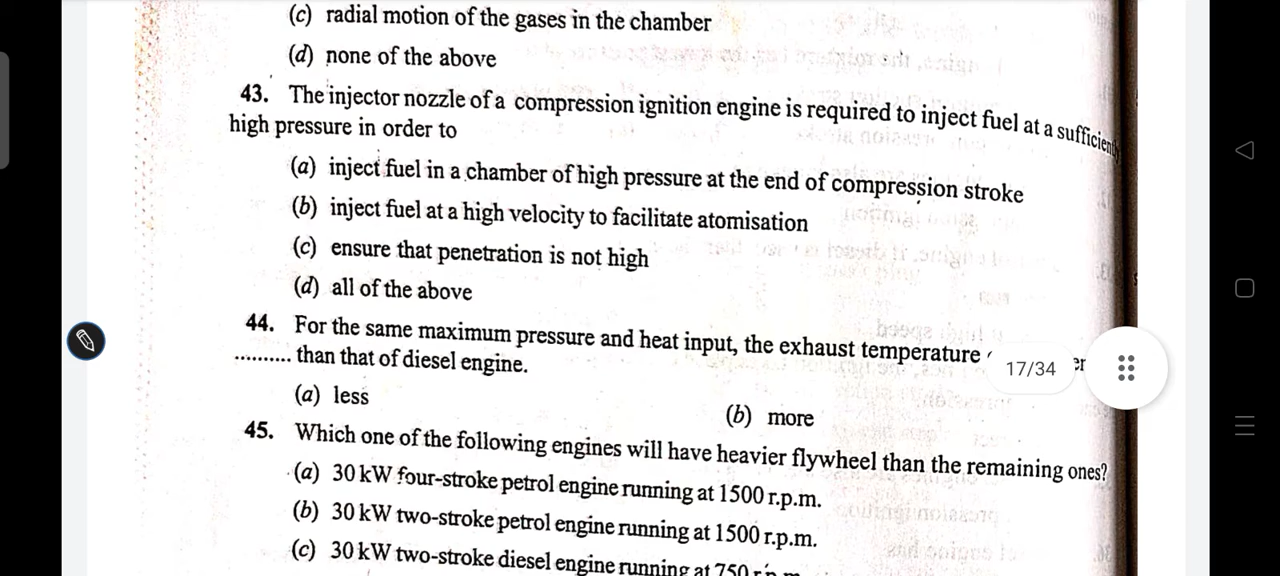 (c) radial motion of the gases in the chamber
(d) none of the above
43. The injector nozzle of a compression ignition engine is required to inject fuel at a
high pressure in order to
(a) inject fuel in a chamber of high pressure at the end of compression stroke
(b) inject fuel at a high velocity to facilitate atomisation
(c) ensure that penetration is not high
(d) all of the above
44. For the same maximum pressure and heat input, the exhaust temperature
.......... than that of diesel engine.
17/34
(a) less
(b) more
45. Which one of the following engines will have heavier flywheel than the remaining ones?
(a) 30 kW four-stroke petrol engine running at 1500 r.p.m.
(b) 30 kW two-stroke petrol engine running at 1500 r.p.m.
(c) 30 kW two-stroke diesel engine running at 750 r.p.m.